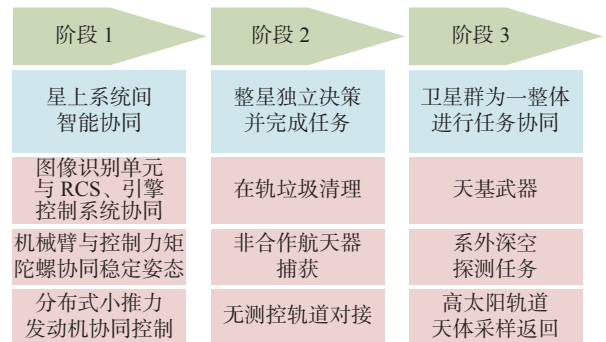 阶段 1
阶段 2
阶段 3
星上系统间
智能协同
整星独立决策
并完成任务
卫星群为一整体
进行任务协同
图像识别单元
与 RCS、引擎
控制系统协同
在轨垃圾清理
天基武器
机械臂与控制力矩
陀螺协同稳定姿态
非合作航天器
捕获
系外深空
探测任务
分布式小推力
发动机协同控制
无测控轨道对接
高太阳轨道
天体采样返回